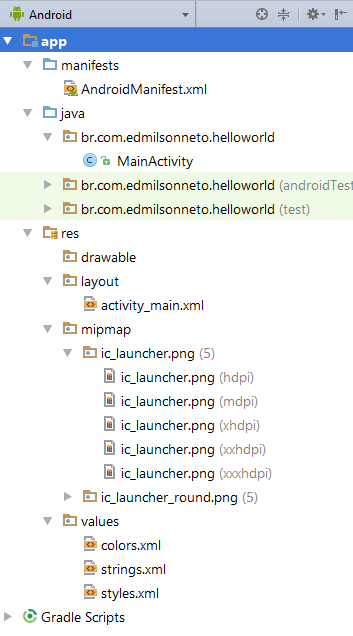 Android
app
manifests
AndroidManifest.xml
java
br.com.edmilsonneto.helloworld
MainActivity
br.com.edmilsonneto.helloworld (androidTest
br.com.edmilsonneto.helloworld (test)
res
drawable
layout
activity_main.xml
mipmap
ic_launcher.png (5)
ic_launcher.png (hdpi)
ic_launcher.png (mdpi)
ic_launcher.png (xhdpi)
ic_launcher.png (xxhdpi)
ic_launcher.png (xxxhdpi)
ic_launcher_round.png (5)
values
colors.xml
strings.xml
styles.xml
Gradle Scripts